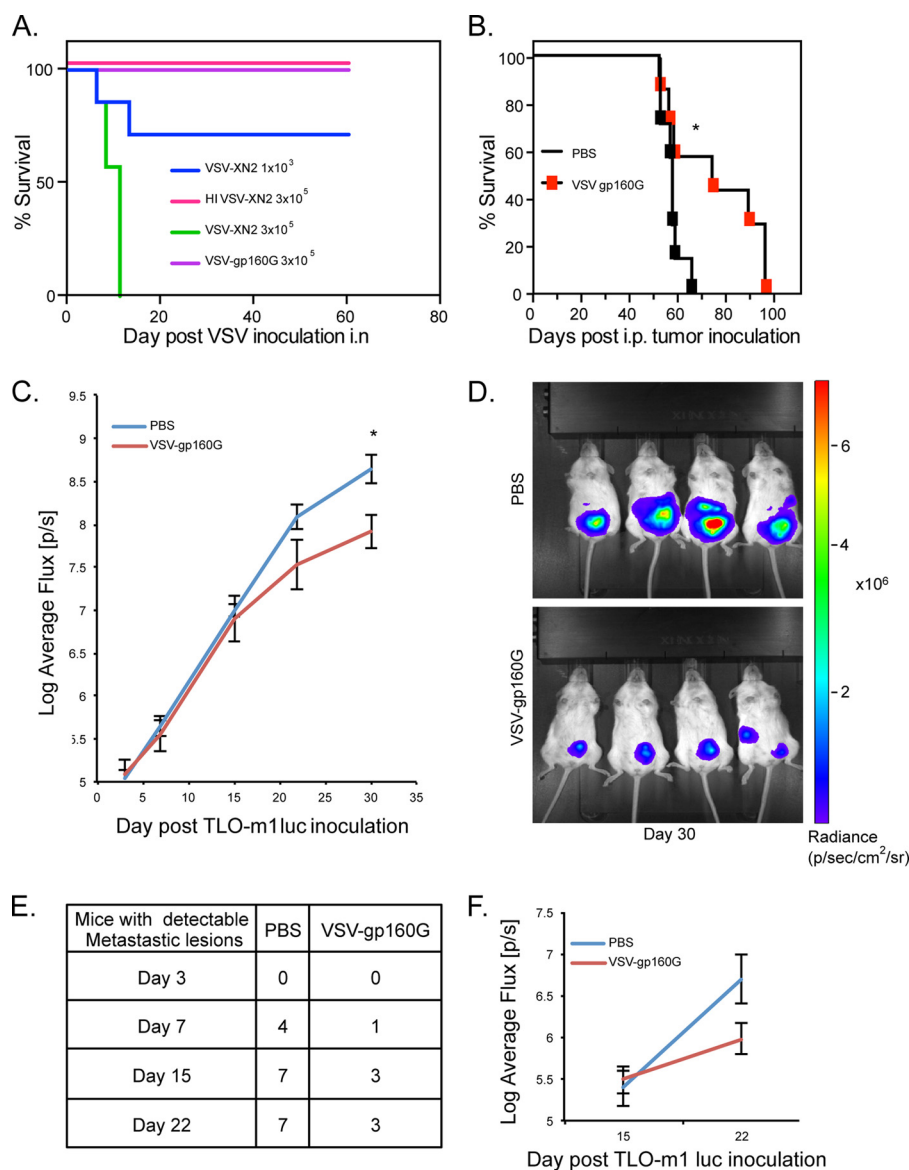 A.
% Survival
100
50
0
0 20 40 60 80
Day post VSV inoculation i.n
VSV-XN2 1x10³
HI VSV-XN2 3x10⁵
VSV-XN2 3x10⁵
VSV-gp160G 3x10⁵
B.
% Survival
100
80
60
40
20
0
0 20 40 60 80 100
Days post i.p. tumor inoculation
*
PBS
VSV gp160G
C.
Log Average Flux [p/s]
9.5
9
8.5
8
7.5
7
6.5
6
5.5
5
0 5 10 15 20 25 30 35
Day post TLO-m1luc inoculation
PBS
VSV-gp160G
*
D.
PBS
VSV-gp160G
Day 30
6
4
x10⁶
2
Radiance
(p/sec/cm²/sr)
E.
Mice with detectable
Metastastic lesions
PBS
VSV-gp160G
Day 3 0 0
Day 7 4 1
Day 15 7 3
Day 22 7 3
F.
Log Average Flux [p/s]
7.5
7
6.5
6
5.5
5
15 22
Day post TLO-m1 luc inoculation
PBS
VSV-gp160G